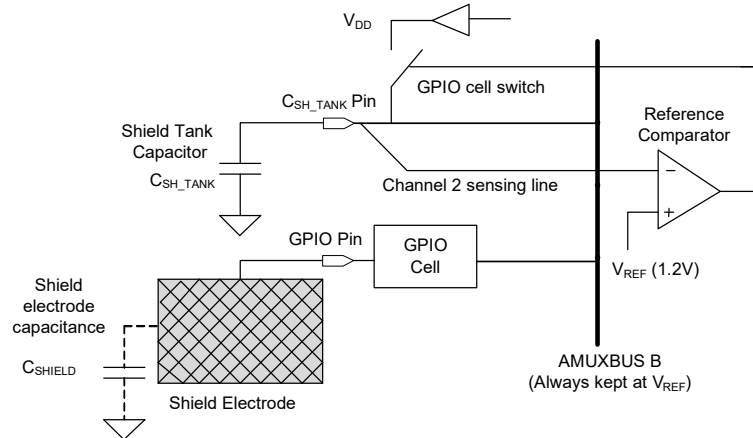 V_DD
GPIO cell switch
C_SH_TANK Pin
Reference
Comparator
Shield Tank
Capacitor
C_SH_TANK
Channel 2 sensing line
−
+
GPIO Pin
GPIO
Cell
V_REF (1.2V)
Shield
electrode
capacitance
C_SHIELD
AMUXBUS B
(Always kept at V_REF)
Shield Electrode